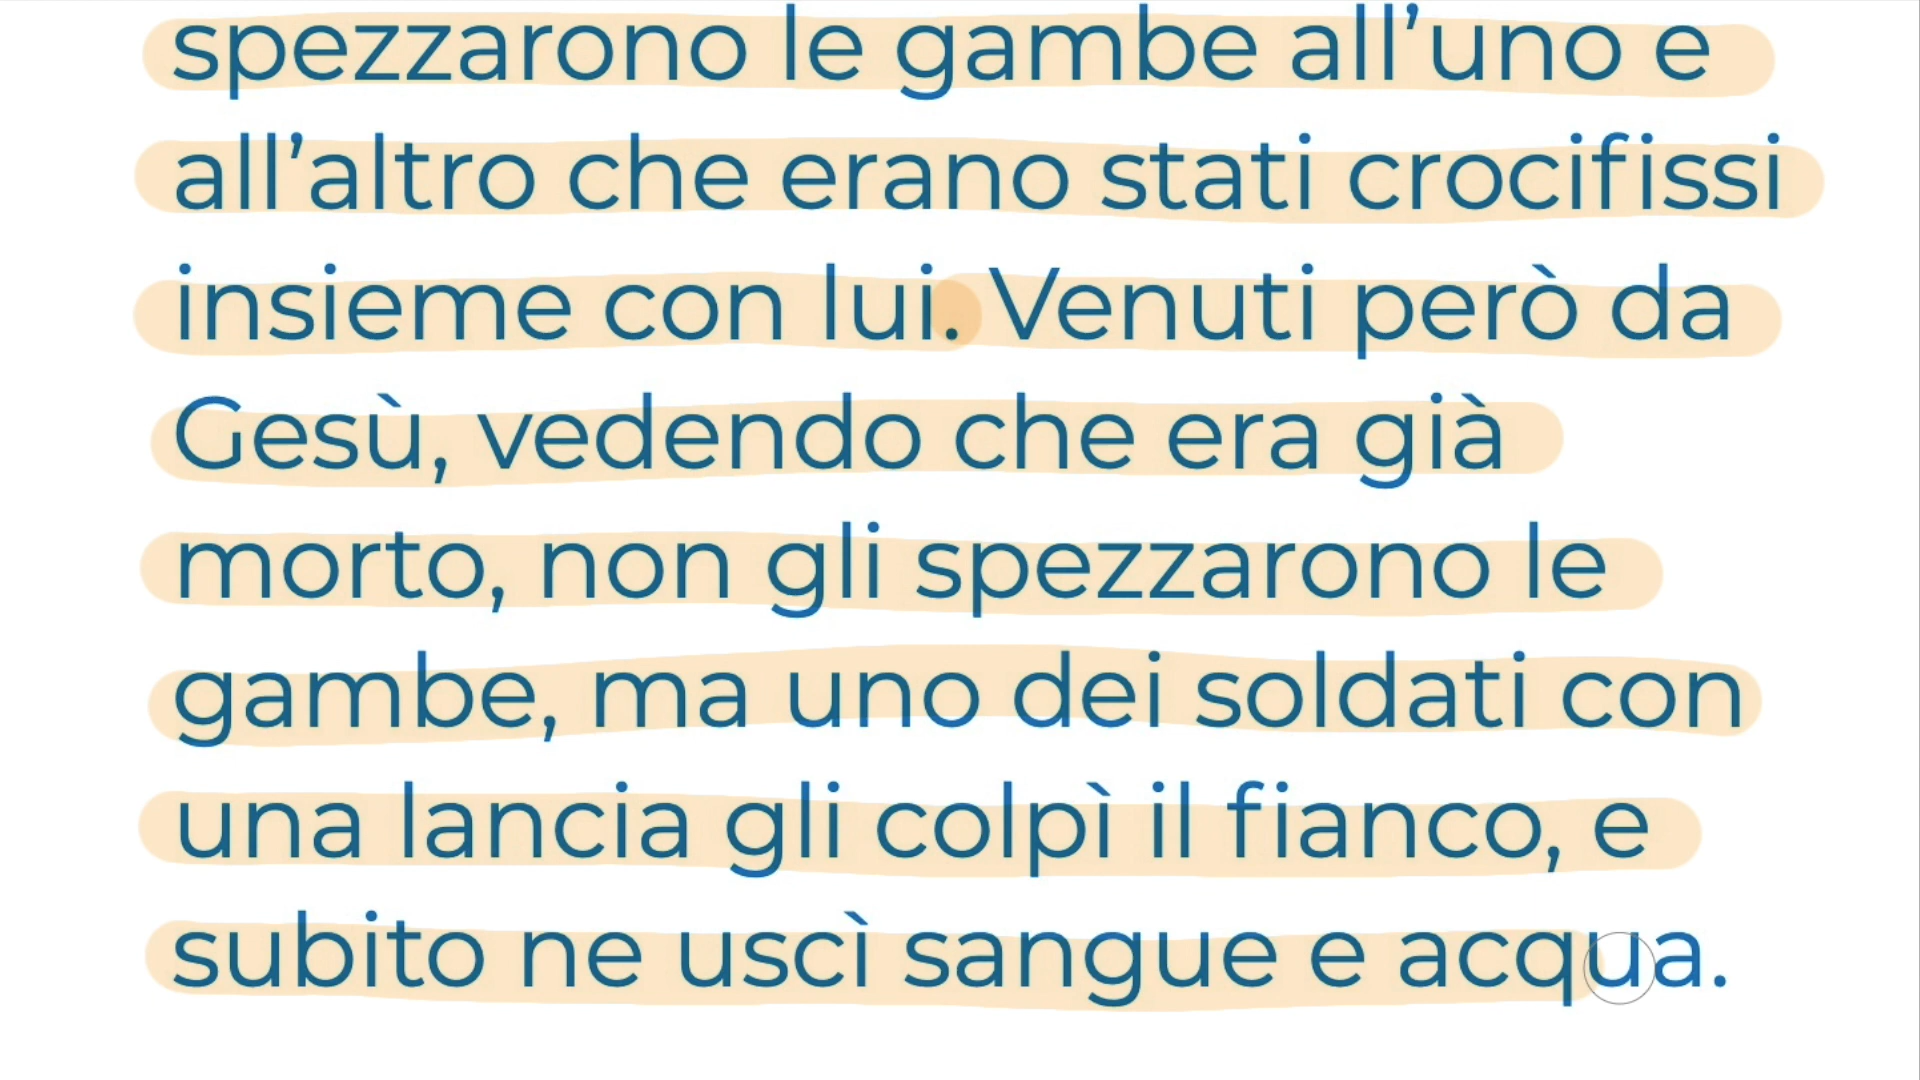 spezzarono le gambe all’uno e
all’altro che erano stati crocifissi
insieme con lui. Venuti però da
Gesù, vedendo che era già
morto, non gli spezzarono le
gambe, ma uno dei soldati con
una lancia gli colpì il fianco, e
subito ne uscì sangue e acqua.